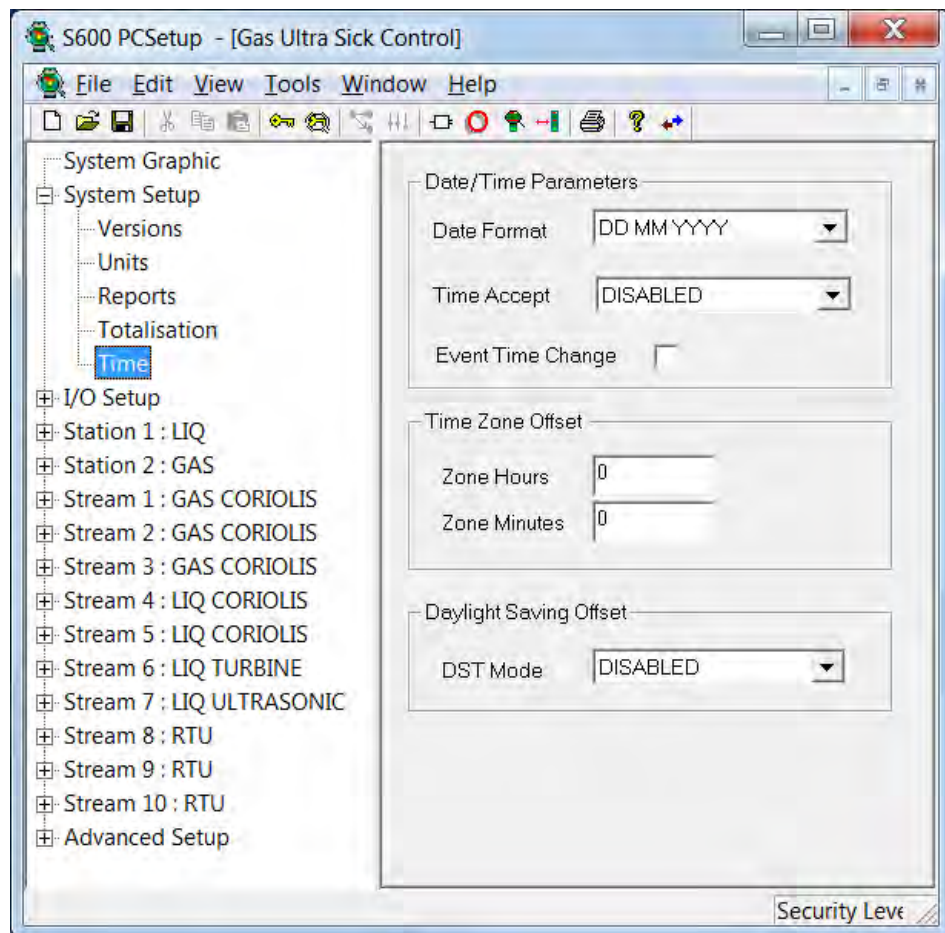 S600 PCSetup - [Gas Ultra Sick Control]
File Edit View Tools Window Help
System Graphic
System Setup
Versions
Units
Reports
Totalisation
Time
I/O Setup
Station 1 : LIQ
Station 2 : GAS
Stream 1 : GAS CORIOLIS
Stream 2 : GAS CORIOLIS
Stream 3 : GAS CORIOLIS
Stream 4 : LIQ CORIOLIS
Stream 5 : LIQ CORIOLIS
Stream 6 : LIQ TURBINE
Stream 7 : LIQ ULTRASONIC
Stream 8 : RTU
Stream 9 : RTU
Stream 10 : RTU
Advanced Setup
Date/Time Parameters
Date Format DD MM YYYY
Time Accept DISABLED
Event Time Change
Time Zone Offset
Zone Hours 0
Zone Minutes 0
Daylight Saving Offset
DST Mode DISABLED
Security Leve